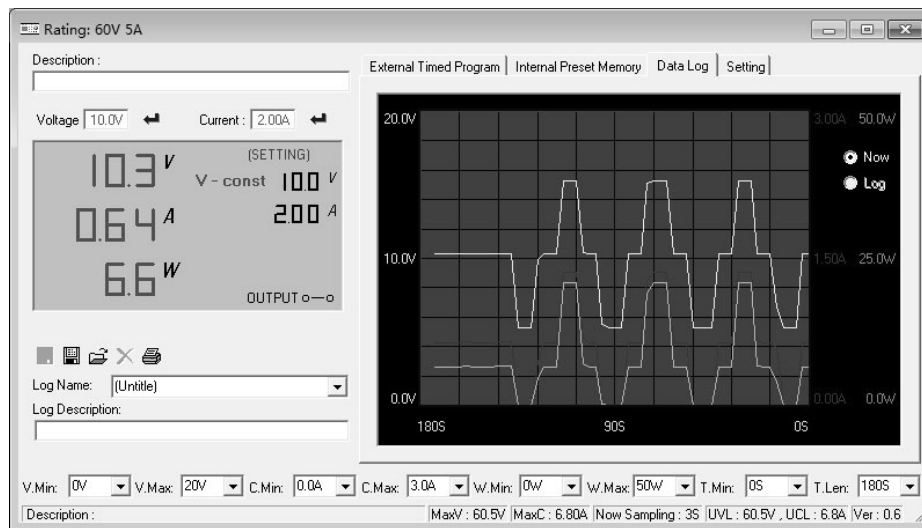 Rating: 60V 5A
Description :
Voltage 10.0V Current : 2.00A
10.3 V
(SETTING)
V - const 10.0 V
0.64 A
2.00 A
6.6 W
OUTPUT
Log Name: (Untitle)
Log Description:
External Timed Program Internal Preset Memory Data Log Setting
20.0V 3.00A 50.0W
Now
Log
10.0V 1.50A 25.0W
0.0V 0.00A 0.0W
180S 90S 0S
V.Min: 0V V.Max: 20V C.Min: 0.0A C.Max: 3.0A W.Min: 0W W.Max: 50W T.Min: 0S T.Len: 180S
Description : MaxV : 60.5V MaxC : 6.80A Now Sampling : 3S UVL : 60.5V , UCL : 6.8A Ver : 0.6